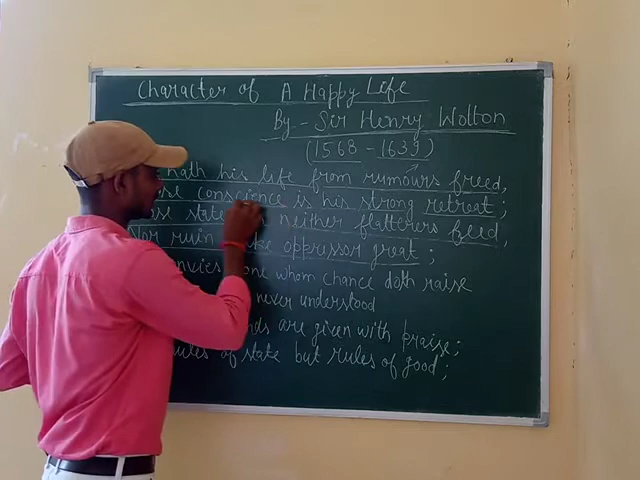 Character of A Happy Life
By:- Sir Henry Wolton
(1568 - 1639)
hath his life from rumours freed,
conscience is his strong retreat;
state neither flatterers feed,
Nor ruin oppressor great;
envies whom chance doth raise
never understood
are given with praise;
rules of state but rules of good;